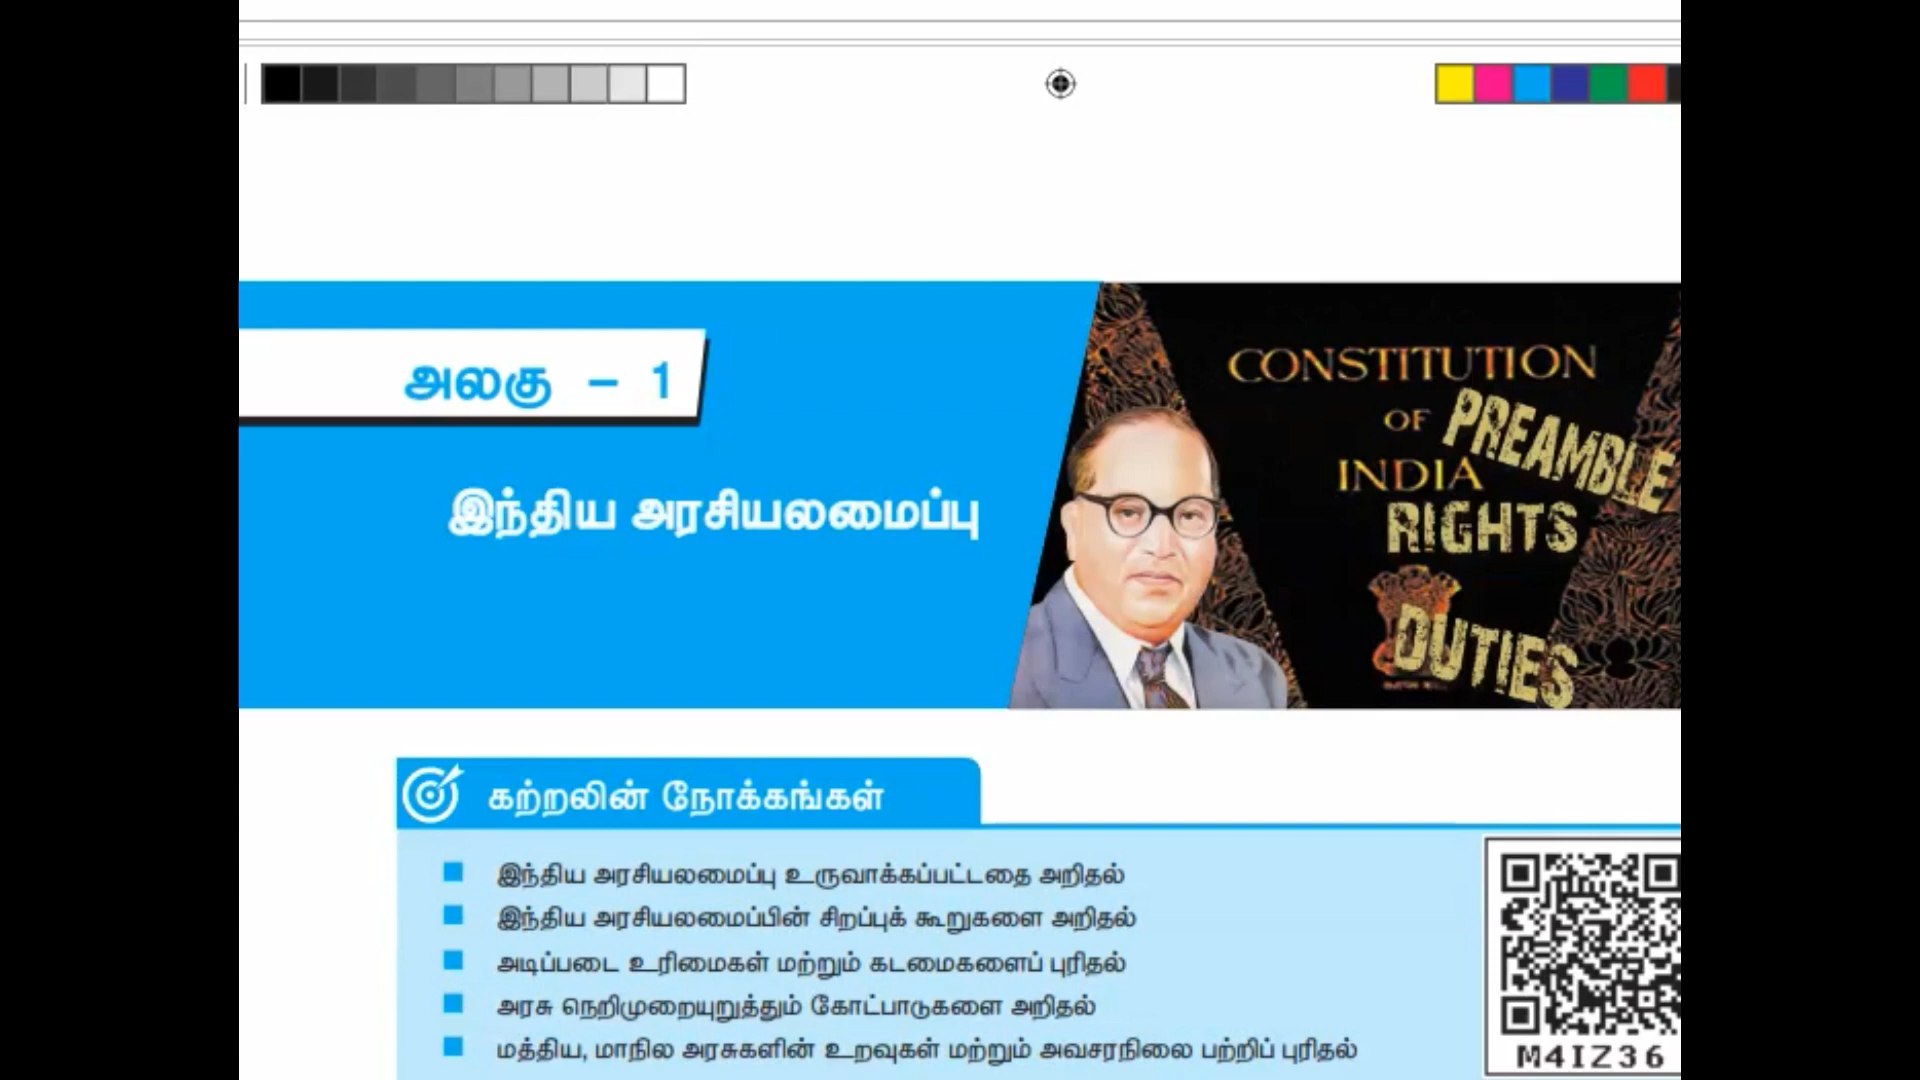 அலகு – 1
இந்திய அரசியலமைப்பு
CONSTITUTION
OF
PREAMBLE
INDIA
RIGHTS
DUTIES
கற்றலின் நோக்கங்கள்
இந்திய அரசியலமைப்பு உருவாக்கப்பட்டதை அறிதல்
இந்திய அரசியலமைப்பின் சிறப்புக் கூறுகளை அறிதல்
அடிப்படை உரிமைகள் மற்றும் கடமைகளைப் புரிதல்
அரசு நெறிமுறையுறுத்தும் கோட்பாடுகளை அறிதல்
மத்திய, மாநில அரசுகளின் உறவுகள் மற்றும் அவசரநிலை பற்றிப் புரிதல்
M4IZ36